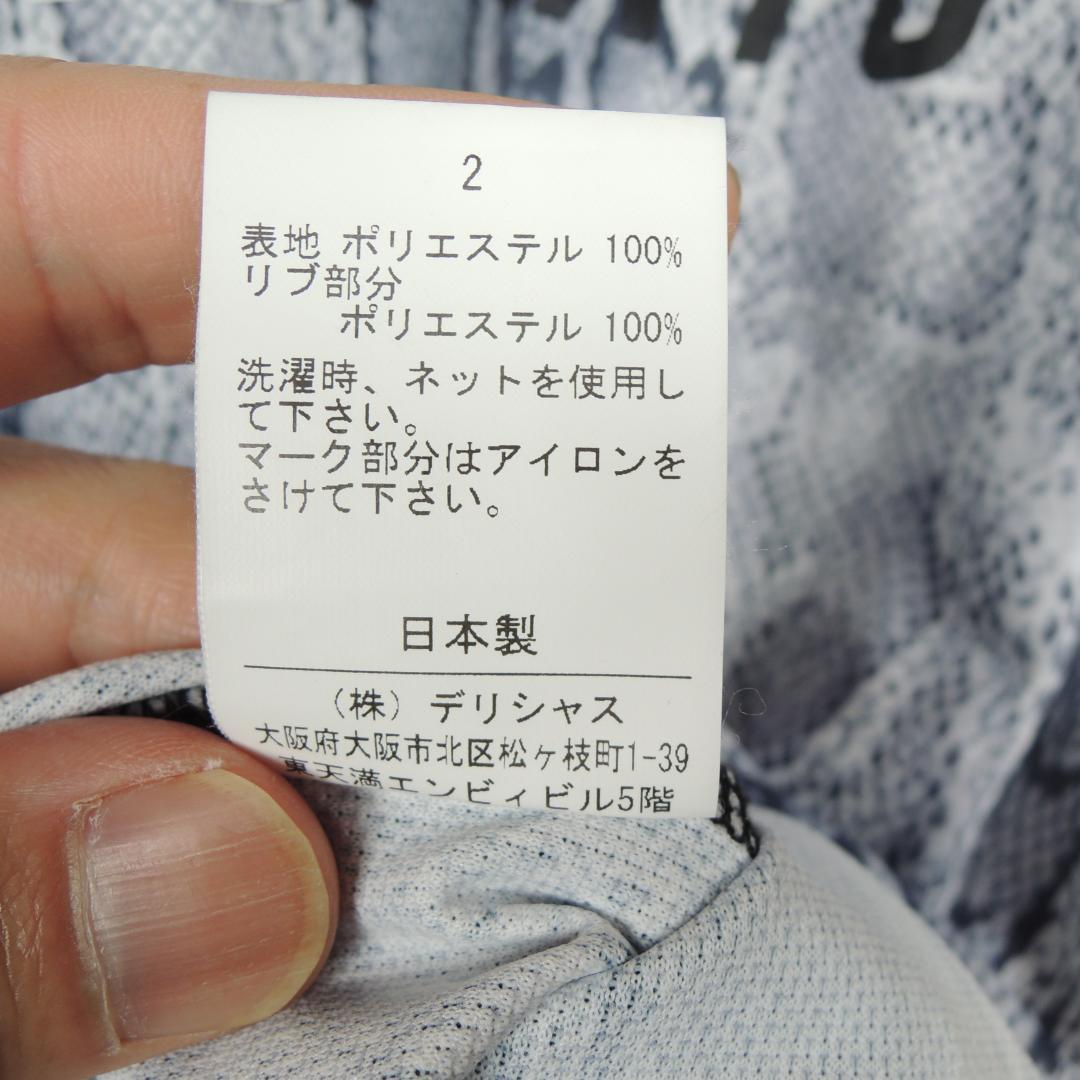 2
表地 ポリエステル 100%
リブ部分
ポリエステル 100%
洗濯時、ネットを使用し
て下さい。
マーク部分はアイロンを
さけて下さい。
日本製
(株) デリシャス
大阪府大阪市北区松ヶ枝町1-39
東天満エンビィビル5階